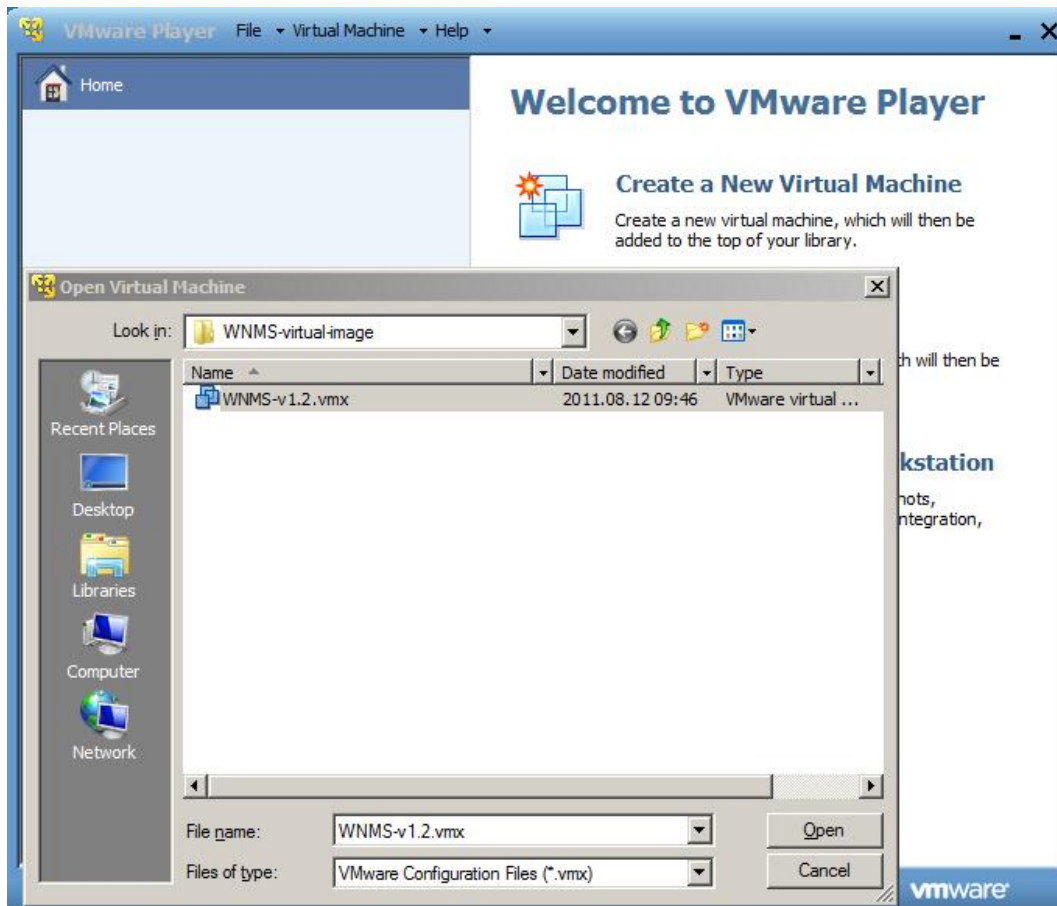 VMware Player File Virtual Machine Help
Home
Welcome to VMware Player
Create a New Virtual Machine
Create a new virtual machine, which will then be
added to the top of your library.
Open Virtual Machine
Look in: WNMS-virtual-image
Name Date modified Type
WNMS-v1.2.vmx 2011.08.12 09:46 VMware virtual ...
Recent Places
Desktop
Libraries
Computer
Network
File name: WNMS-v1.2.vmx Open
Files of type: VMware Configuration Files (*.vmx) Cancel
will then be
vmware